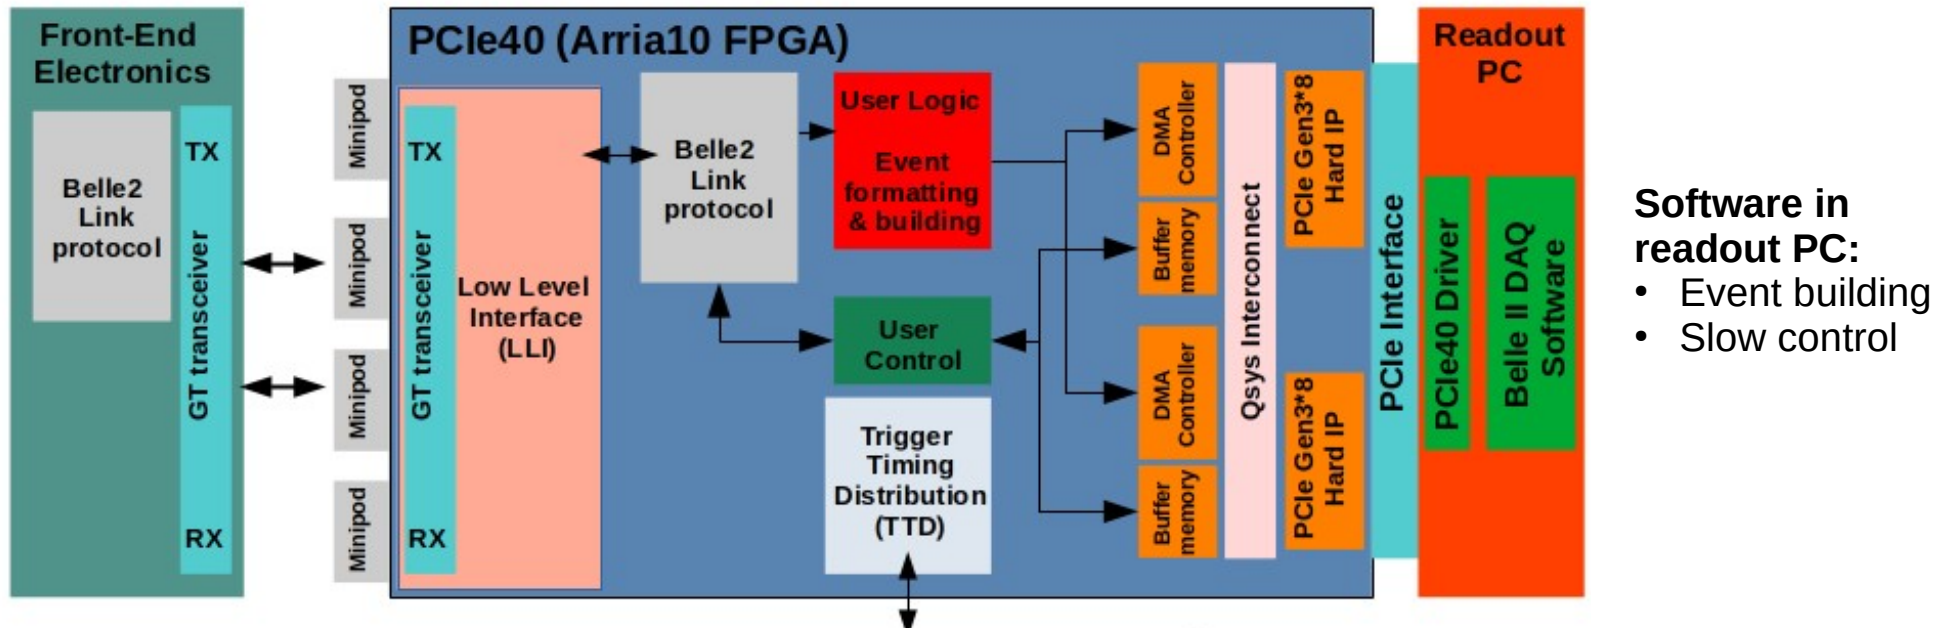 Front-End
Electronics
Belle2
Link
protocol
TX
GT transceiver
RX
Minipod
Minipod
Minipod
Minipod
PCIe40 (Arria10 FPGA)
TX
GT transceiver
RX
Low Level
Interface
(LLI)
Belle2
Link
protocol
User Logic
Event
formatting
& building
User
Control
Trigger
Timing
Distribution
(TTD)
DMA
Controller
Buffer
memory
DMA
Controller
Buffer
memory
Qsys Interconnect
PCIe Gen3*8
Hard IP
PCIe Gen3*8
Hard IP
PCIe Interface
Readout
PC
PCIe40 Driver
Belle II DAQ
Software
Software in
readout PC:
• Event building
• Slow control